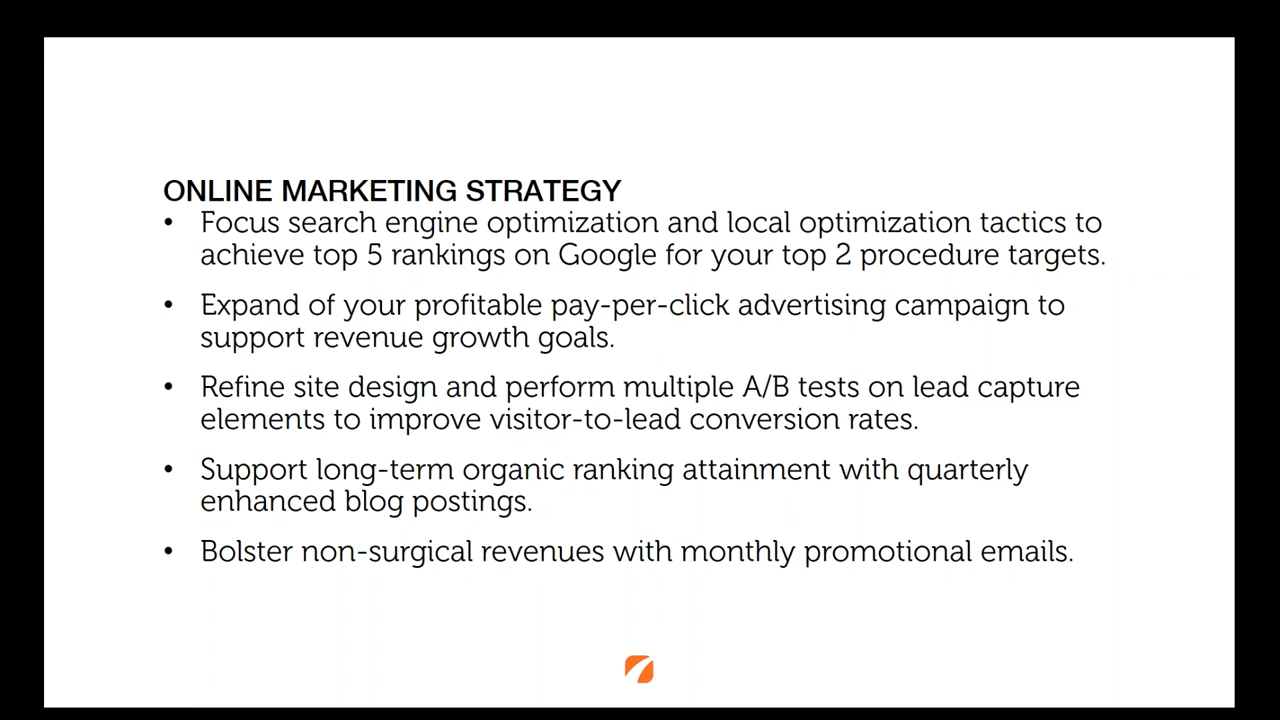 ONLINE MARKETING STRATEGY
• Focus search engine optimization and local optimization tactics to
achieve top 5 rankings on Google for your top 2 procedure targets.
• Expand of your profitable pay-per-click advertising campaign to
support revenue growth goals.
• Refine site design and perform multiple A/B tests on lead capture
elements to improve visitor-to-lead conversion rates.
• Support long-term organic ranking attainment with quarterly
enhanced blog postings.
• Bolster non-surgical revenues with monthly promotional emails.